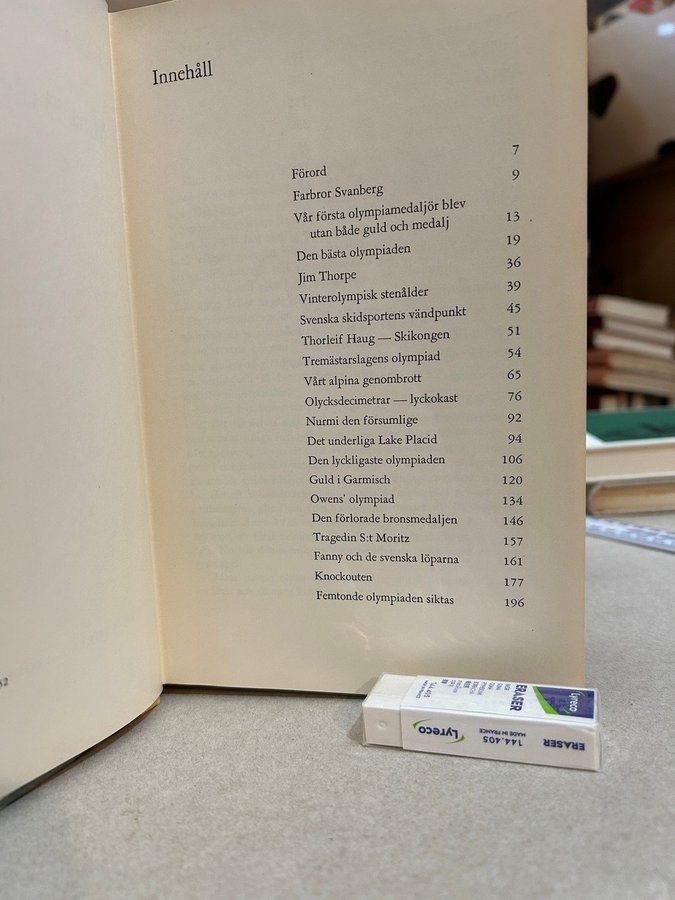 Innehåll
Förord 7
Farbror Svanberg 9
Vår första olympiamedaljör blev
utan både guld och medalj 13
Den bästa olympiaden 19
Jim Thorpe 36
Vinterolympisk stenålder 39
Svenska skidsportens vändpunkt 45
Thorleif Haug — Skikongen 51
Tremästarslagens olympiad 54
Vårt alpina genombrott 65
Olycksdecimetrar — lyckokast 76
Nurmi den försumlige 92
Det underliga Lake Placid 94
Den lyckligaste olympiaden 106
Guld i Garmisch 120
Owens' olympiad 134
Den förlorade bronsmedaljen 146
Tragedin S:t Moritz 157
Fanny och de svenska löparna 161
Knockouten 177
Femtonde olympiaden siktas 196
ERASER
144.405
Lyreco
Lyreco
MADE IN FRANCE
144.405
ERASER